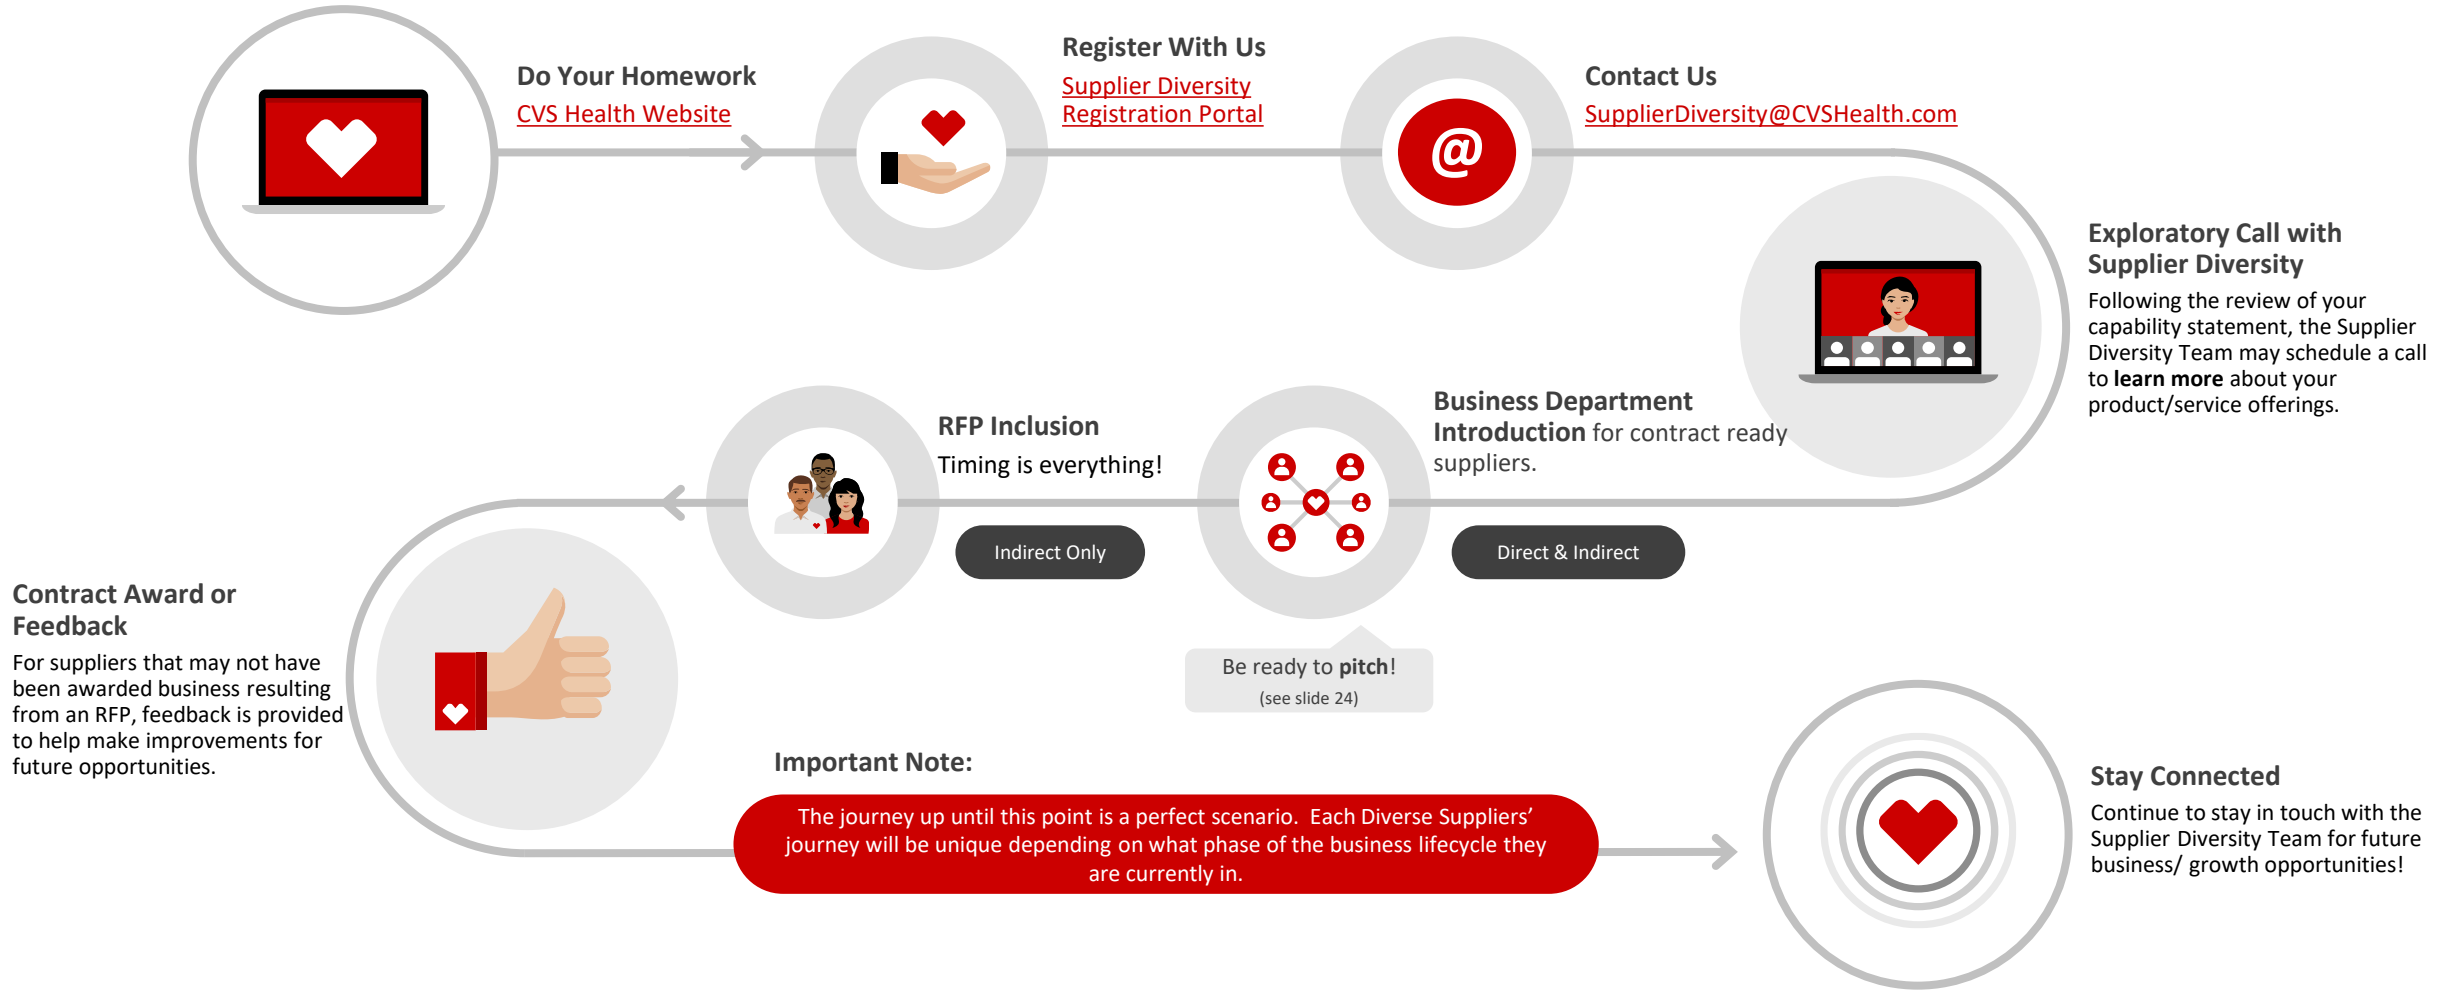 Do Your Homework
CVS Health Website
Register With Us
Supplier Diversity
Registration Portal
Contact Us
SupplierDiversity@CVSHealth.com
@
Exploratory Call with
Supplier Diversity
Following the review of your
capability statement, the Supplier
Diversity Team may schedule a call
to learn more about your
product/service offerings.
Business Department
Introduction for contract ready
suppliers.
Direct & Indirect
Be ready to pitch!
(see slide 24)
RFP Inclusion
Timing is everything!
Indirect Only
Contract Award or
Feedback
For suppliers that may not have
been awarded business resulting
from an RFP, feedback is provided
to help make improvements for
future opportunities.
Important Note:
The journey up until this point is a perfect scenario.  Each Diverse Suppliers’
journey will be unique depending on what phase of the business lifecycle they
are currently in.
Stay Connected
Continue to stay in touch with the
Supplier Diversity Team for future
business/ growth opportunities!